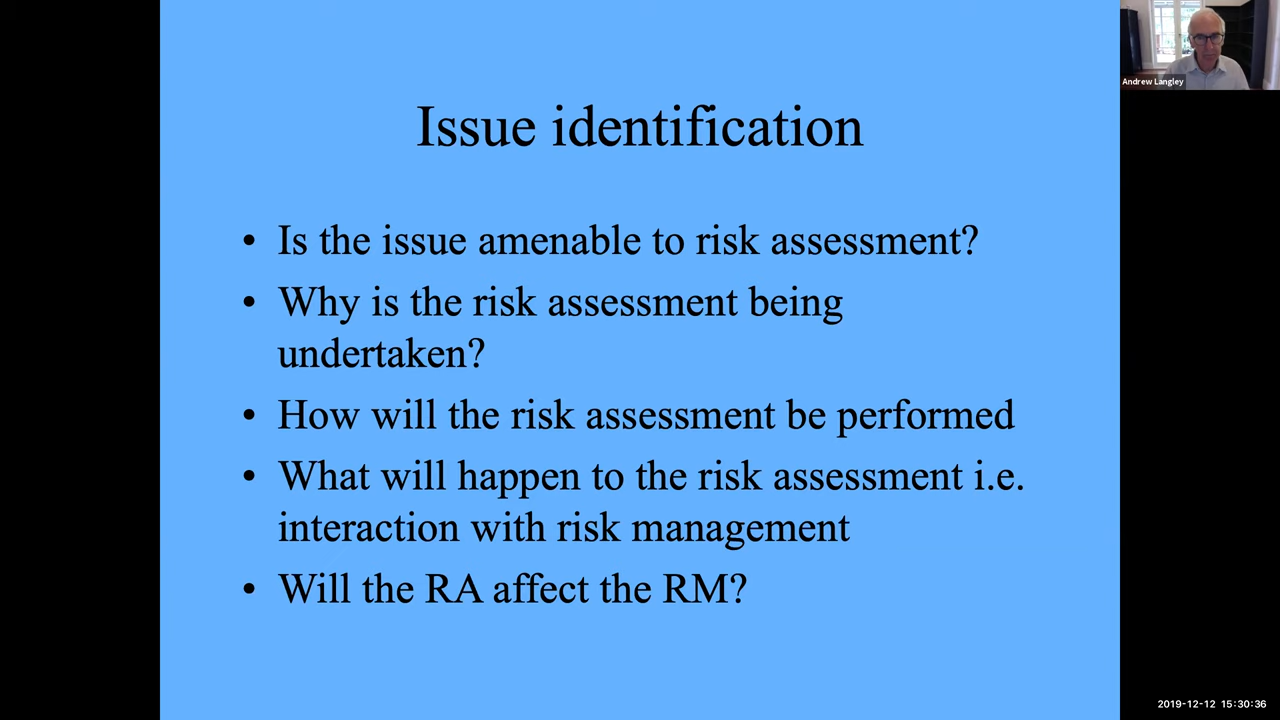 Issue identification
• Is the issue amenable to risk assessment?
• Why is the risk assessment being
undertaken?
• How will the risk assessment be performed
• What will happen to the risk assessment i.e.
interaction with risk management
• Will the RA affect the RM?
Andrew Langley
2019-12-12 15:30:36